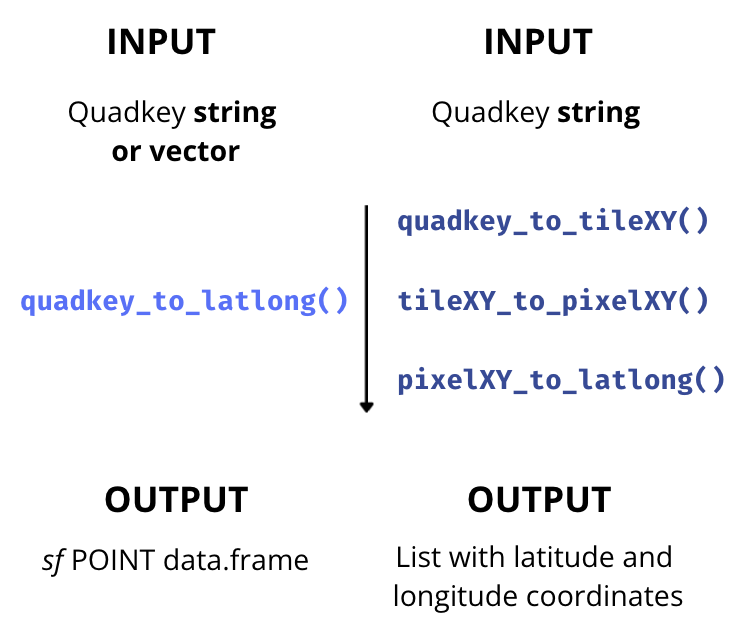 INPUT
Quadkey string
or vector
quadkey_to_latlong()
OUTPUT
sf POINT data.frame
INPUT
Quadkey string
quadkey_to_tileXY()
tileXY_to_pixelXY()
pixelXY_to_latlong()
OUTPUT
List with latitude and
longitude coordinates